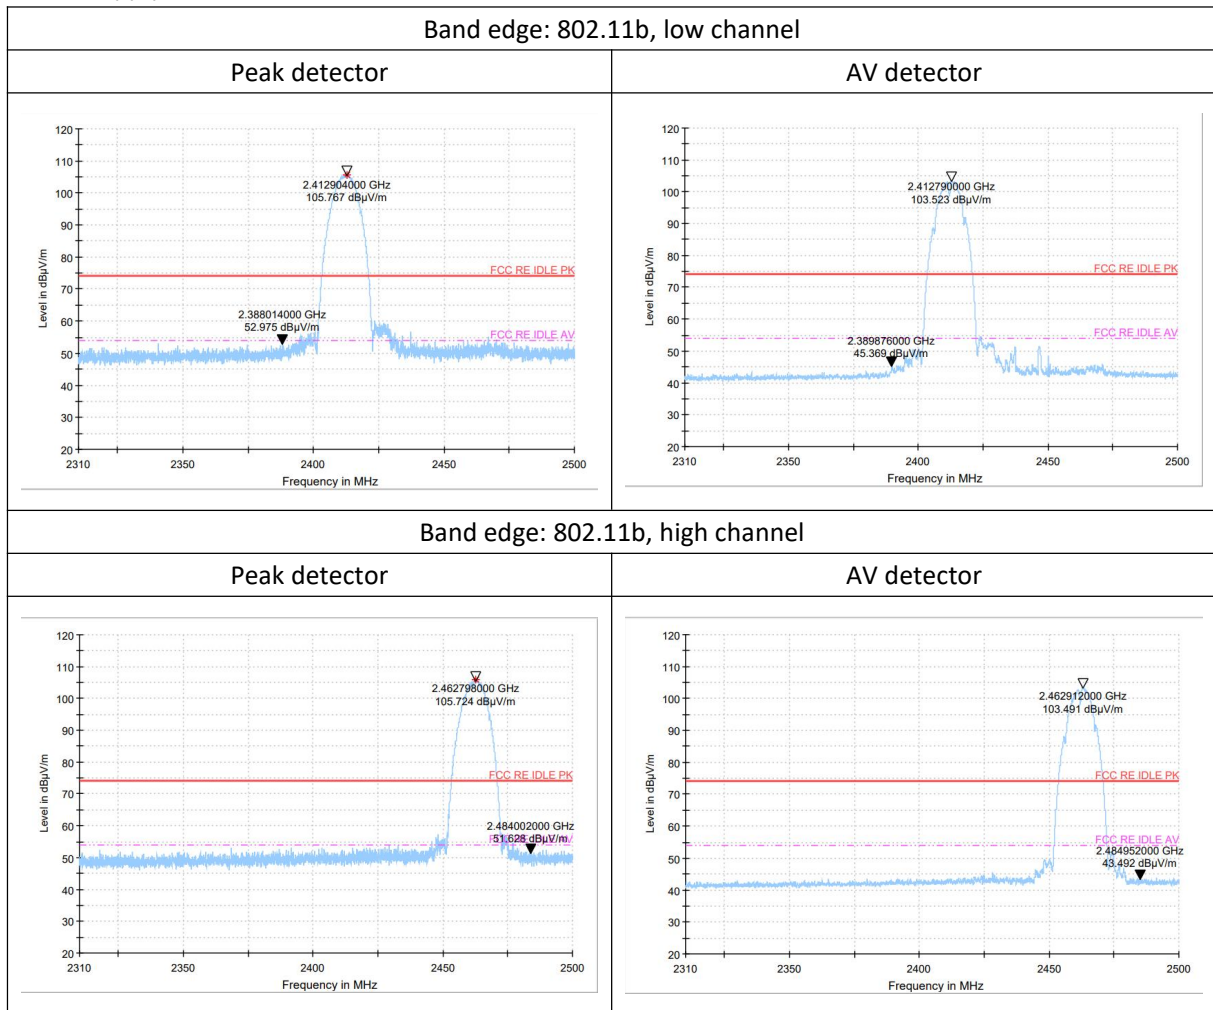 Band edge: 802.11b, low channel
Peak detector
AV detector
120
110
100
90
80
70
60
50
40
30
20
Level in dBµV/m
2.412904000 GHz
105.767 dBµV/m
FCC RE IDLE PK
2.388014000 GHz
52.975 dBµV/m
FCC RE IDLE AV
2310
2350
2400
2450
2500
Frequency in MHz
120
110
100
90
80
70
60
50
40
30
20
Level in dBµV/m
2.412790000 GHz
103.523 dBµV/m
FCC RE IDLE PK
FCC RE IDLE AV
2.389876000 GHz
45.369 dBµV/m
2310
2350
2400
2450
2500
Frequency in MHz
Band edge: 802.11b, high channel
Peak detector
AV detector
120
110
100
90
80
70
60
50
40
30
20
Level in dBµV/m
2.462798000 GHz
105.724 dBµV/m
FCC RE IDLE PK
2.484002000 GHz
51.628 dBµV/m
2310
2350
2400
2450
2500
Frequency in MHz
120
110
100
90
80
70
60
50
40
30
20
Level in dBµV/m
2.462912000 GHz
103.491 dBµV/m
FCC RE IDLE PK
FCC RE IDLE AV
2.484952000 GHz
43.492 dBµV/m
2310
2350
2400
2450
2500
Frequency in MHz